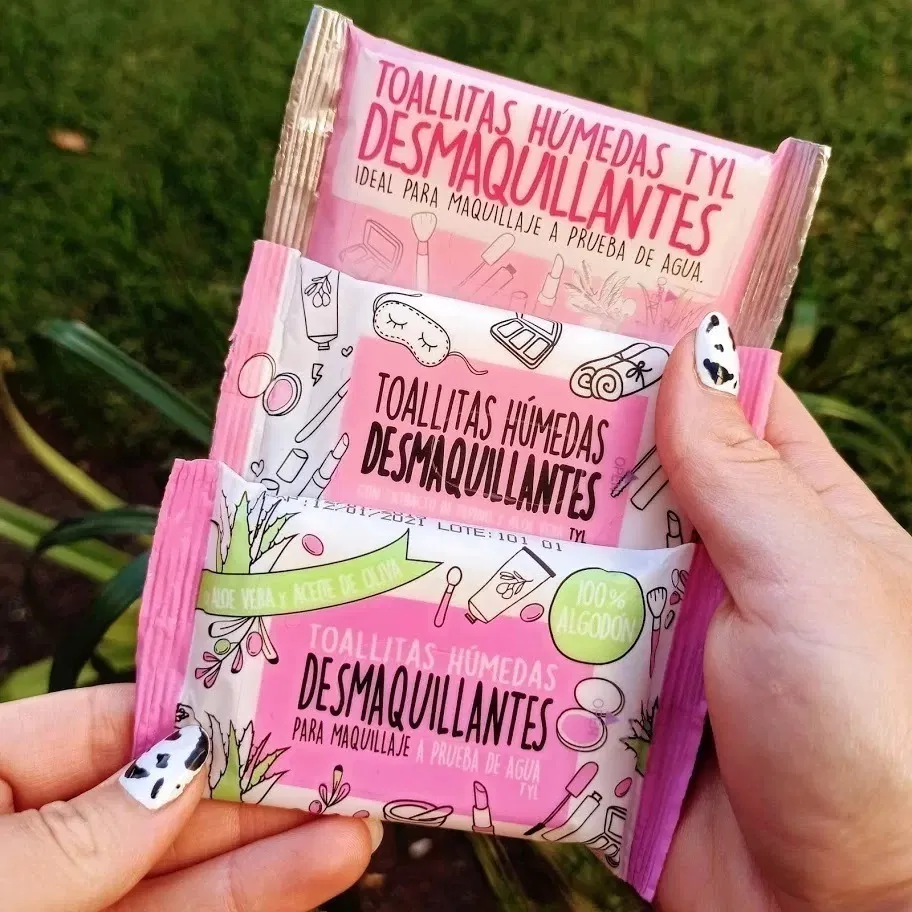 TOALLITAS HÚMEDAS TYL
DESMAQUILLANTES
IDEAL PARA MAQUILLAJE A PRUEBA DE AGUA.
TOALLITAS HÚMEDAS
DESMAQUILLANTES
TYL
:12/01/2021 LOTE:101 01
ALOE VERA Y ACEITE DE OLIVA
100%
ALGODÓN
TOALLITAS HÚMEDAS
DESMAQUILLANTES
PARA MAQUILLAJE A PRUEBA DE AGUA
TYL